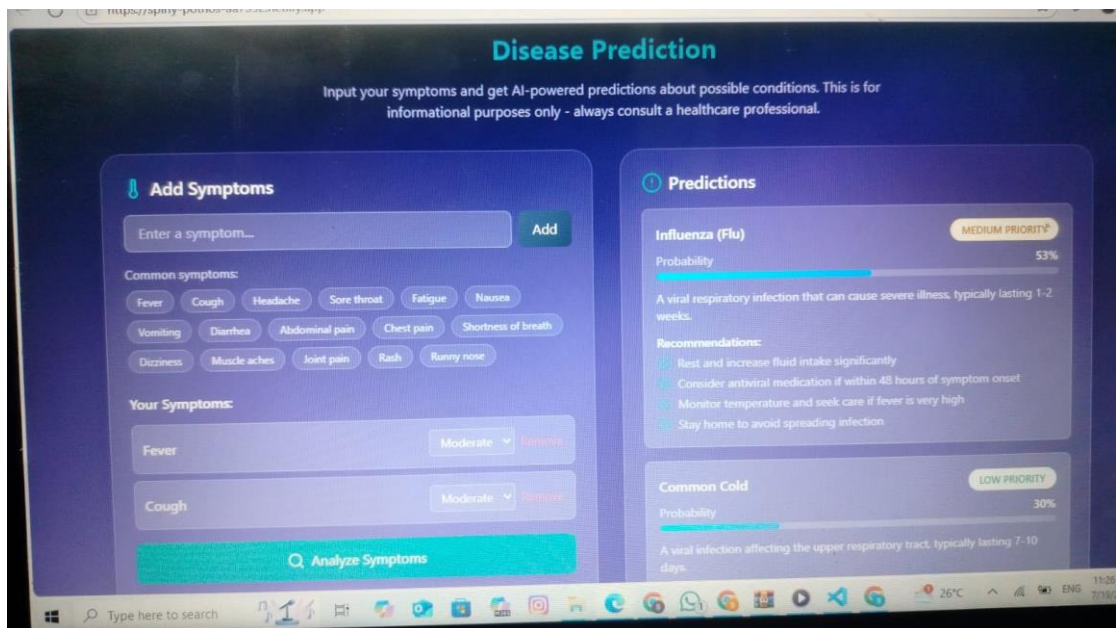 Disease Prediction
Input your symptoms and get AI-powered predictions about possible conditions. This is for
informational purposes only - always consult a healthcare professional.
Add Symptoms
Enter a symptom...
Add
Common symptoms:
Fever Cough Headache Sore throat Fatigue Nausea
Vomiting Diarrhea Abdominal pain Chest pain Shortness of breath
Dizziness Muscle aches Joint pain Rash Runny nose
Your Symptoms:
Fever Moderate Remove
Cough Moderate Remove
Analyze Symptoms
Predictions
Influenza (Flu) MEDIUM PRIORITY
Probability 53%
A viral respiratory infection that can cause severe illness, typically lasting 1-2
weeks.
Recommendations:
Rest and increase fluid intake significantly
Consider antiviral medication if within 48 hours of symptom onset
Monitor temperature and seek care if fever is very high
Stay home to avoid spreading infection
Common Cold LOW PRIORITY
Probability 30%
A viral infection affecting the upper respiratory tract, typically lasting 7-10
days.
Type here to search 26°C ENG 11:26